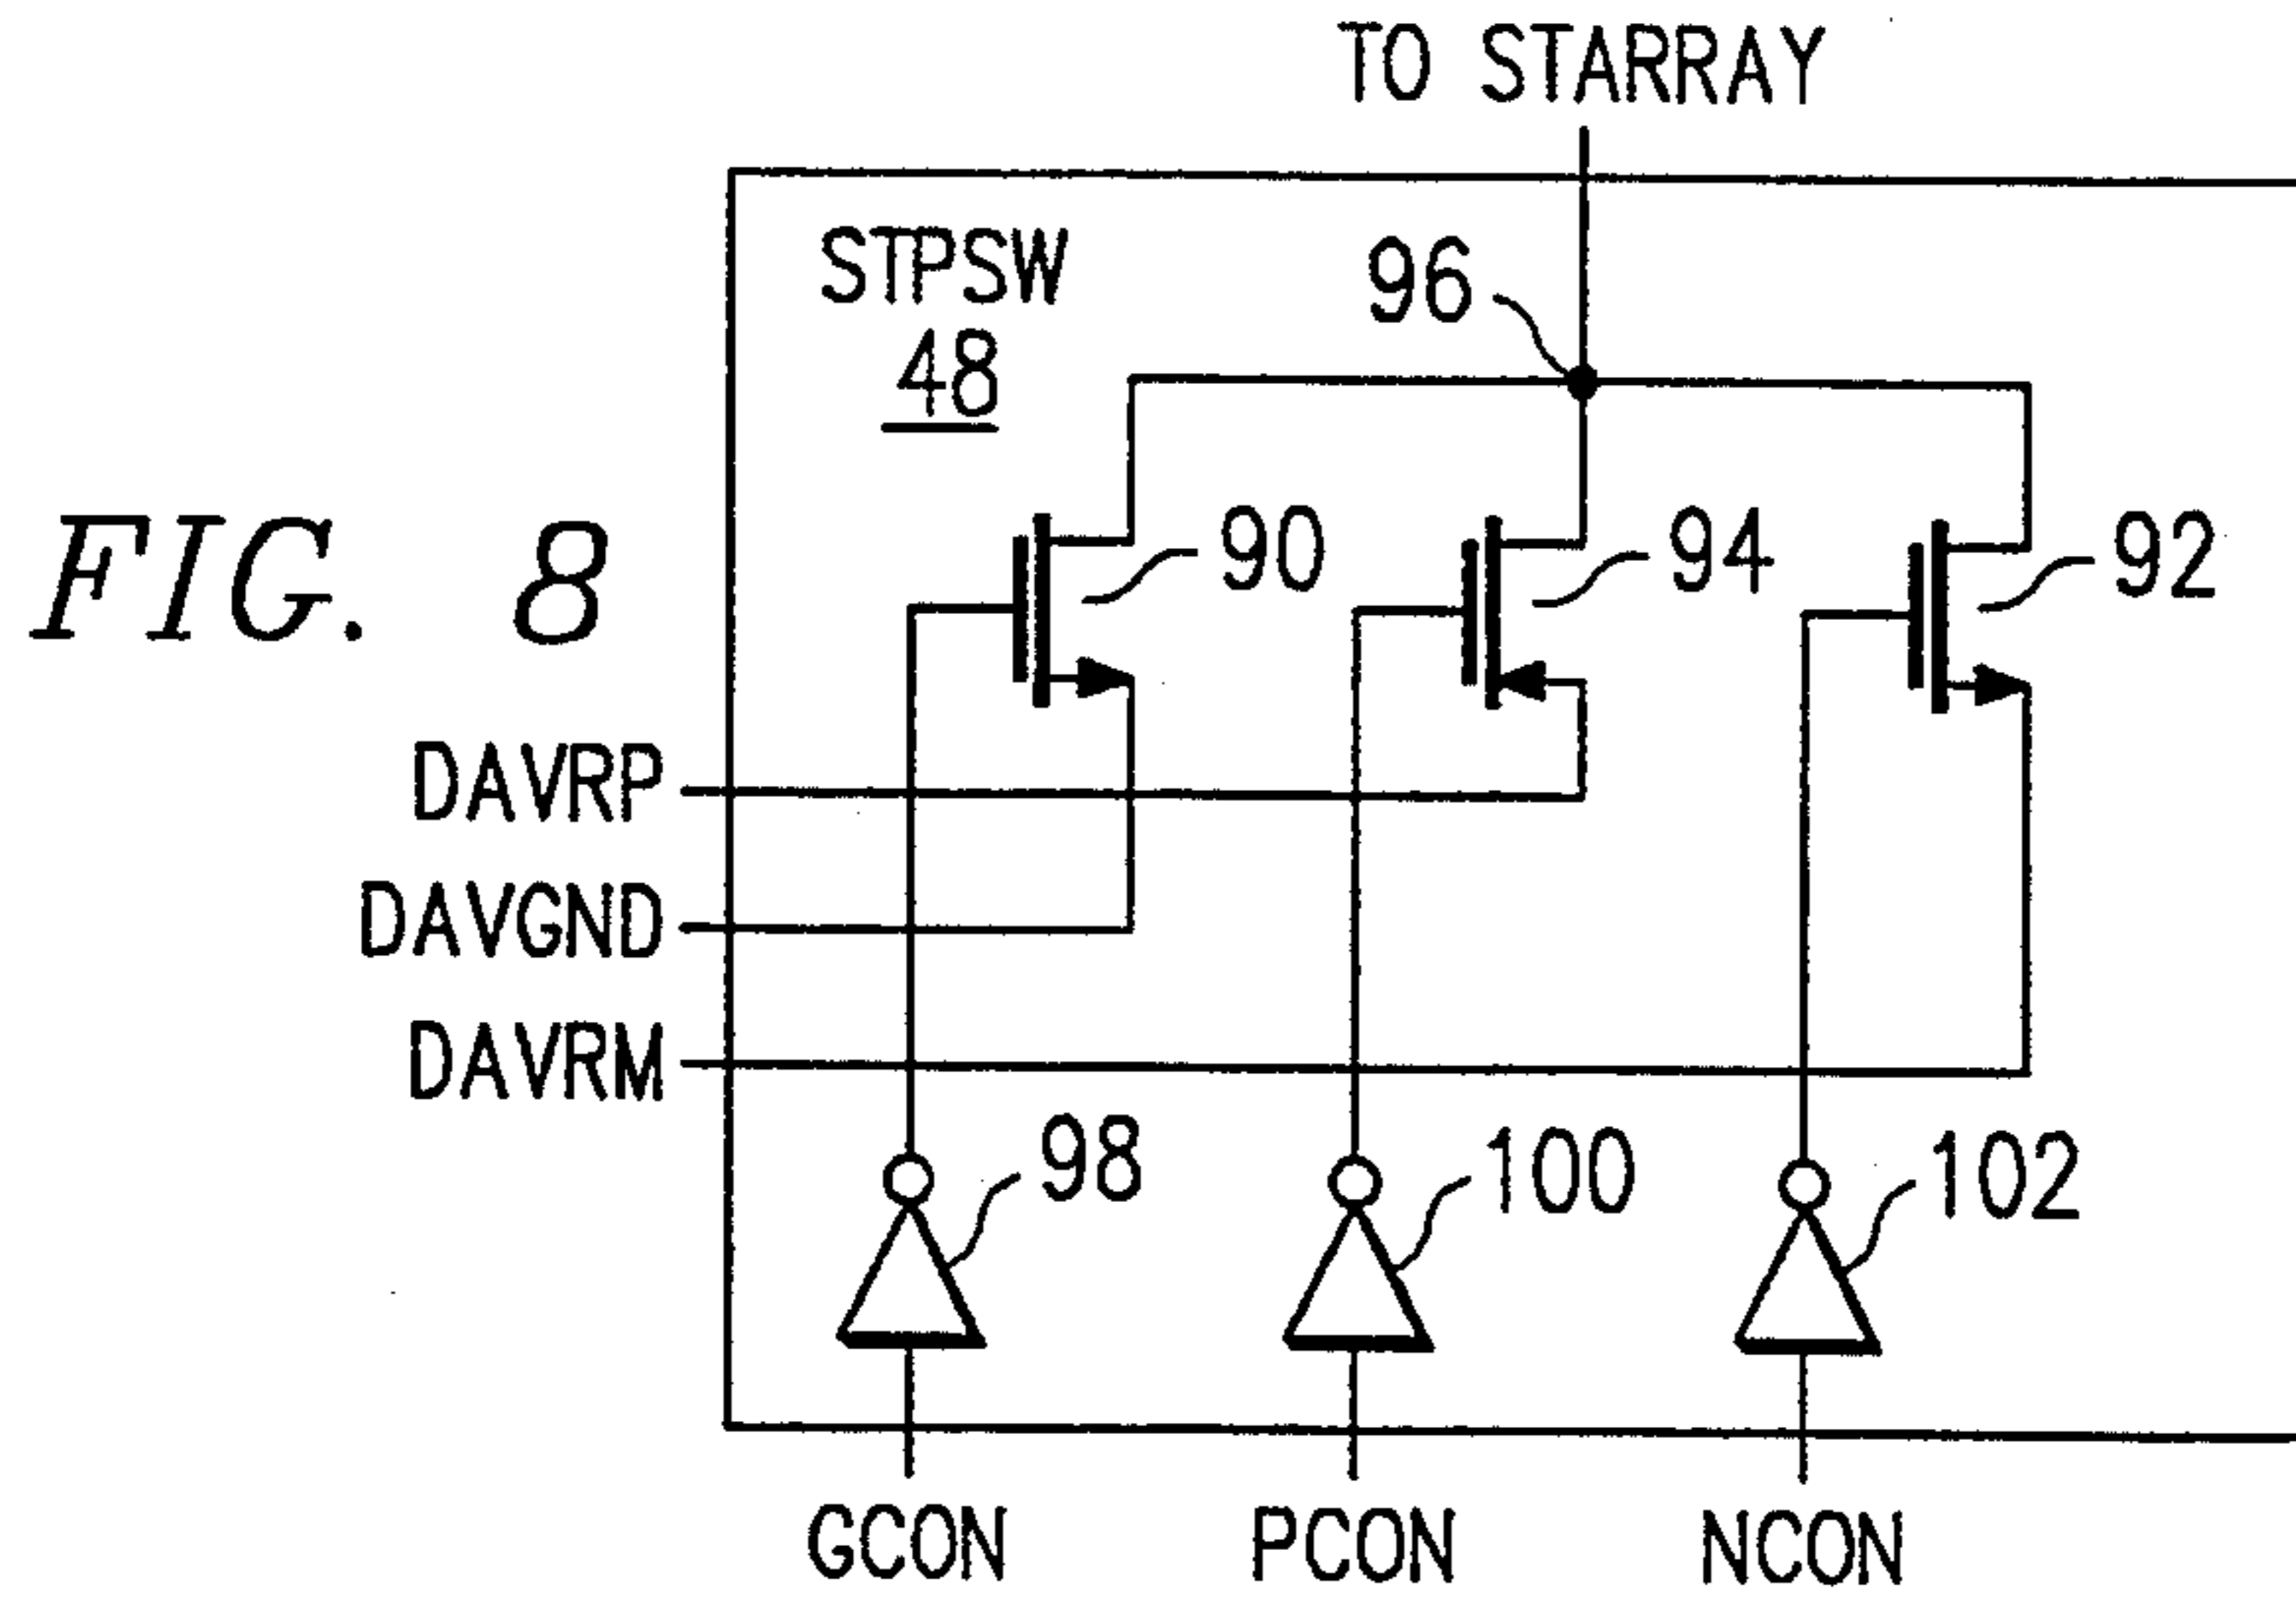 TO STARRAY
STPSW
48
96
FIG. 8
90
94
92
DAVRP
DAVGND
DAVRM
98
100
102
GCON
PCON
NCON